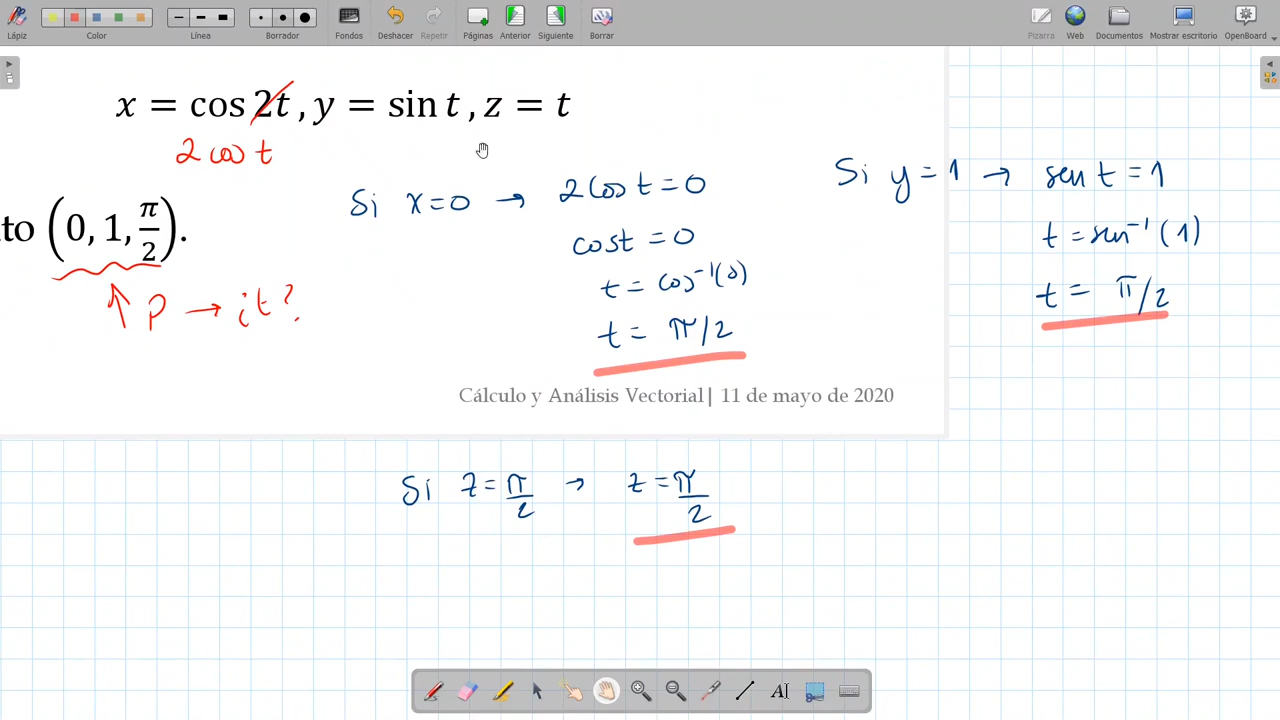 Lápiz Color Línea Borrador Fondos Deshacer Repetir Páginas Anterior Siguiente Borrar Pizarra Web Documentos Mostrar escritorio OpenBoard
x = cos 2t , y = sin t , z = t
2 cos t
nto (0, 1, π/2).
↑ P → ¿t?
Si x=0 → 2 cos t = 0
cos t = 0
t = cos⁻¹(0)
t = π/2
Si y = 1 → sen t = 1
t = sen⁻¹(1)
t = π/2
Cálculo y Análisis Vectorial| 11 de mayo de 2020
Si z = π/2 → z = π/2